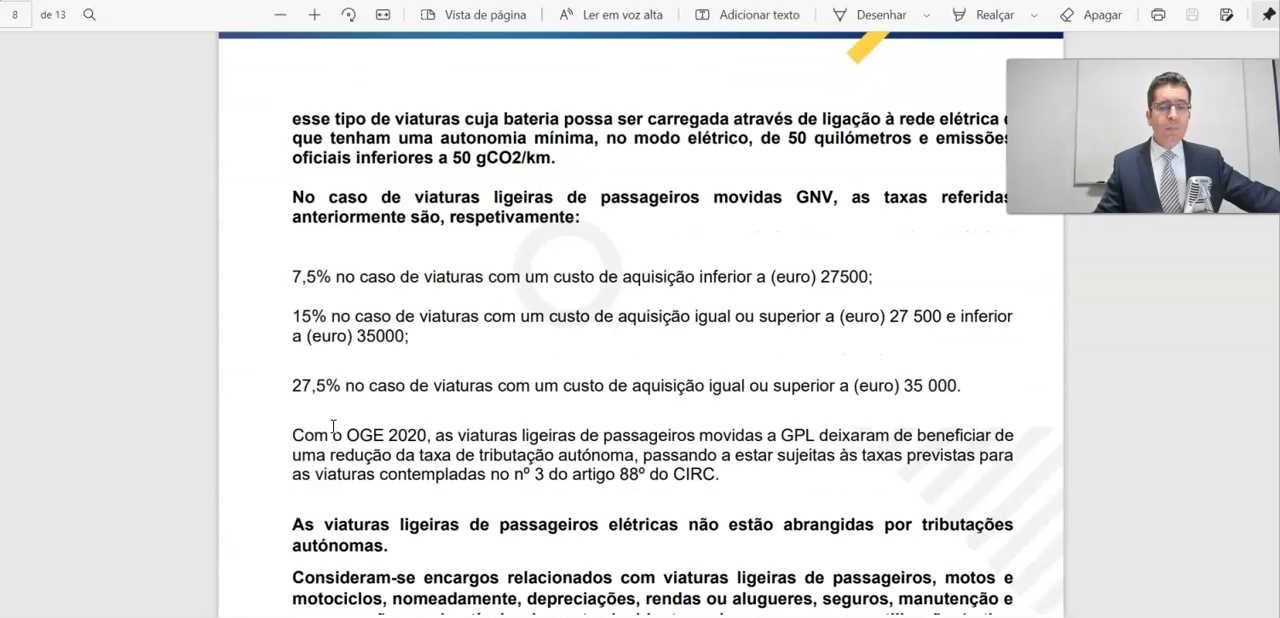 8 de 13 Vista de página Ler em voz alta Adicionar texto Desenhar Realçar Apagar
esse tipo de viaturas cuja bateria possa ser carregada através de ligação à rede elétrica
que tenham uma autonomia mínima, no modo elétrico, de 50 quilómetros e emissões
oficiais inferiores a 50 gCO2/km.
No caso de viaturas ligeiras de passageiros movidas GNV, as taxas referidas
anteriormente são, respetivamente:
7,5% no caso de viaturas com um custo de aquisição inferior a (euro) 27500;
15% no caso de viaturas com um custo de aquisição igual ou superior a (euro) 27 500 e inferior
a (euro) 35000;
27,5% no caso de viaturas com um custo de aquisição igual ou superior a (euro) 35 000.
Com o OGE 2020, as viaturas ligeiras de passageiros movidas a GPL deixaram de beneficiar de
uma redução da taxa de tributação autónoma, passando a estar sujeitas às taxas previstas para
as viaturas contempladas no nº 3 do artigo 88º do CIRC.
As viaturas ligeiras de passageiros elétricas não estão abrangidas por tributações
autónomas.
Consideram-se encargos relacionados com viaturas ligeiras de passageiros, motos e
motociclos, nomeadamente, depreciações, rendas ou alugueres, seguros, manutenção e